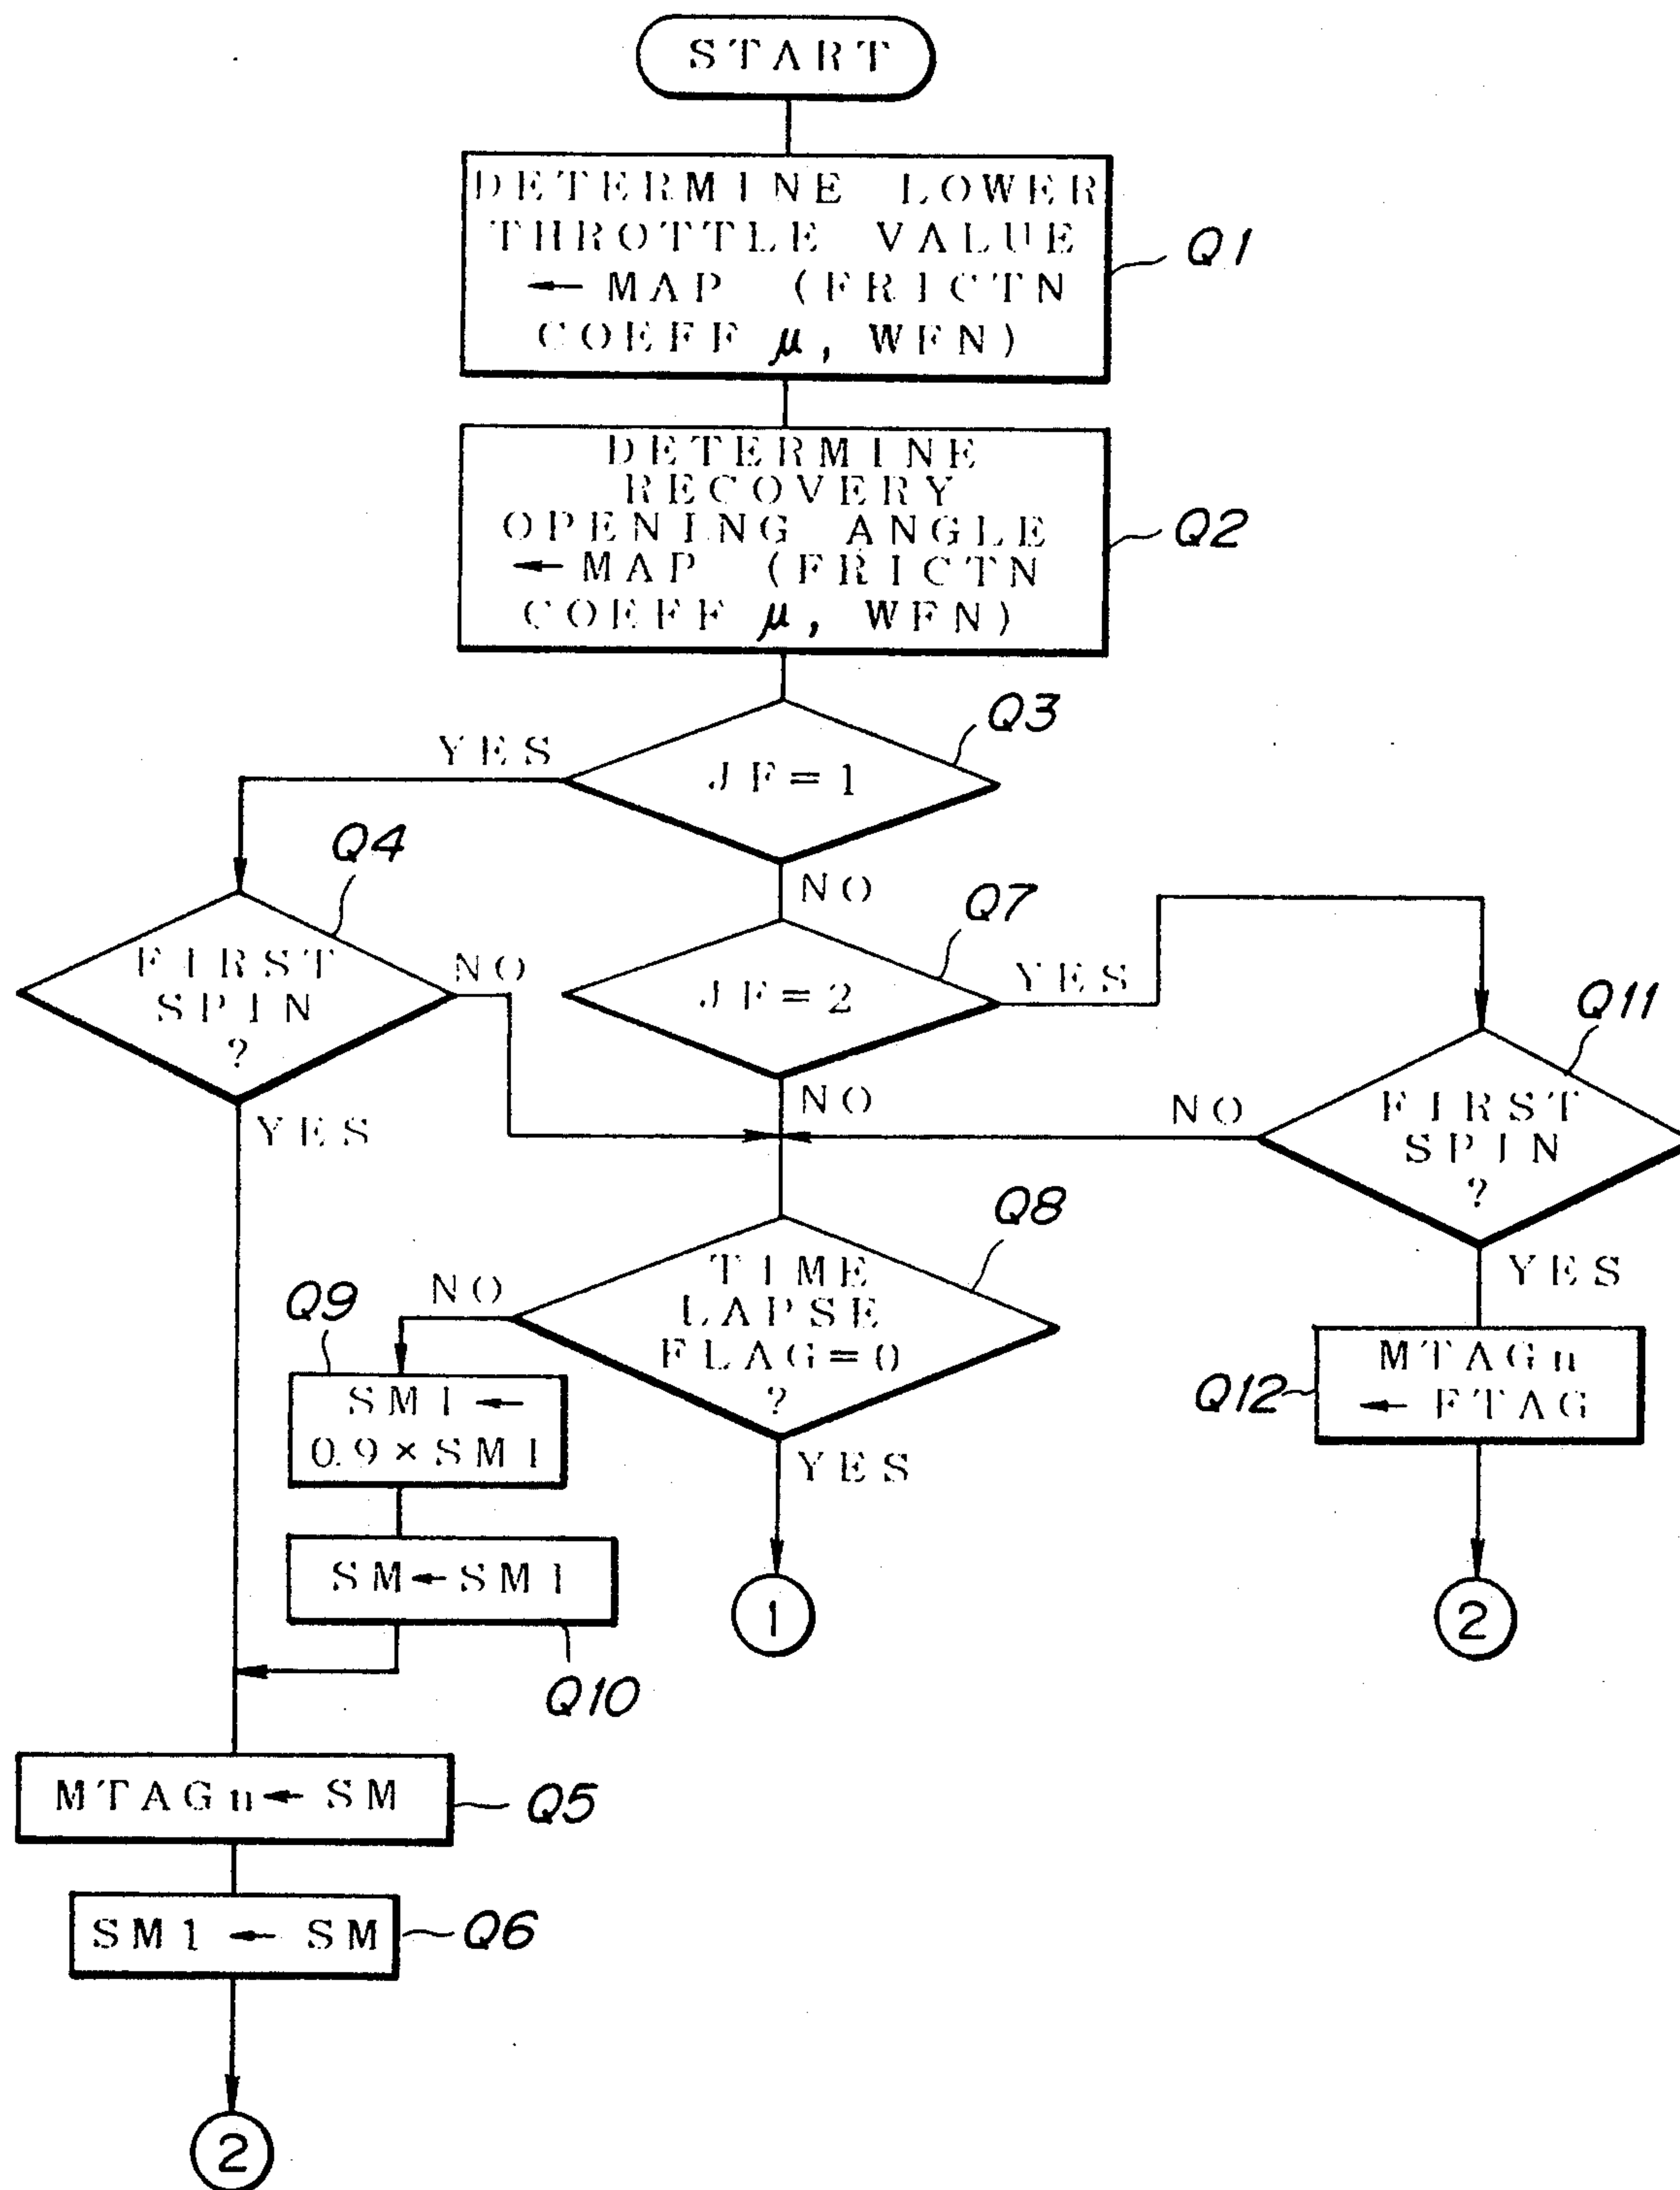 START
DETERMINE LOWER
THROTTLE VALUE
← MAP (FRICTN
COEFF μ, WFN)
Q1
DETERMINE
RECOVERY
OPENING ANGLE
← MAP (FRICTN
COEFF μ, WFN)
Q2
Q3
YES
JF=1
NO
Q4
FIRST
SPIN
?
NO
YES
Q7
JF=2
YES
NO
Q11
FIRST
SPIN
?
NO
YES
Q8
TIME
LAPSE
FLAG=0
?
NO
YES
Q9
SM1 ←
0.9×SM1
Q12
MTAGn
← FTAG
SM←SM1
Q10
1
2
MTAGn← SM
Q5
SM1 ← SM
Q6
2